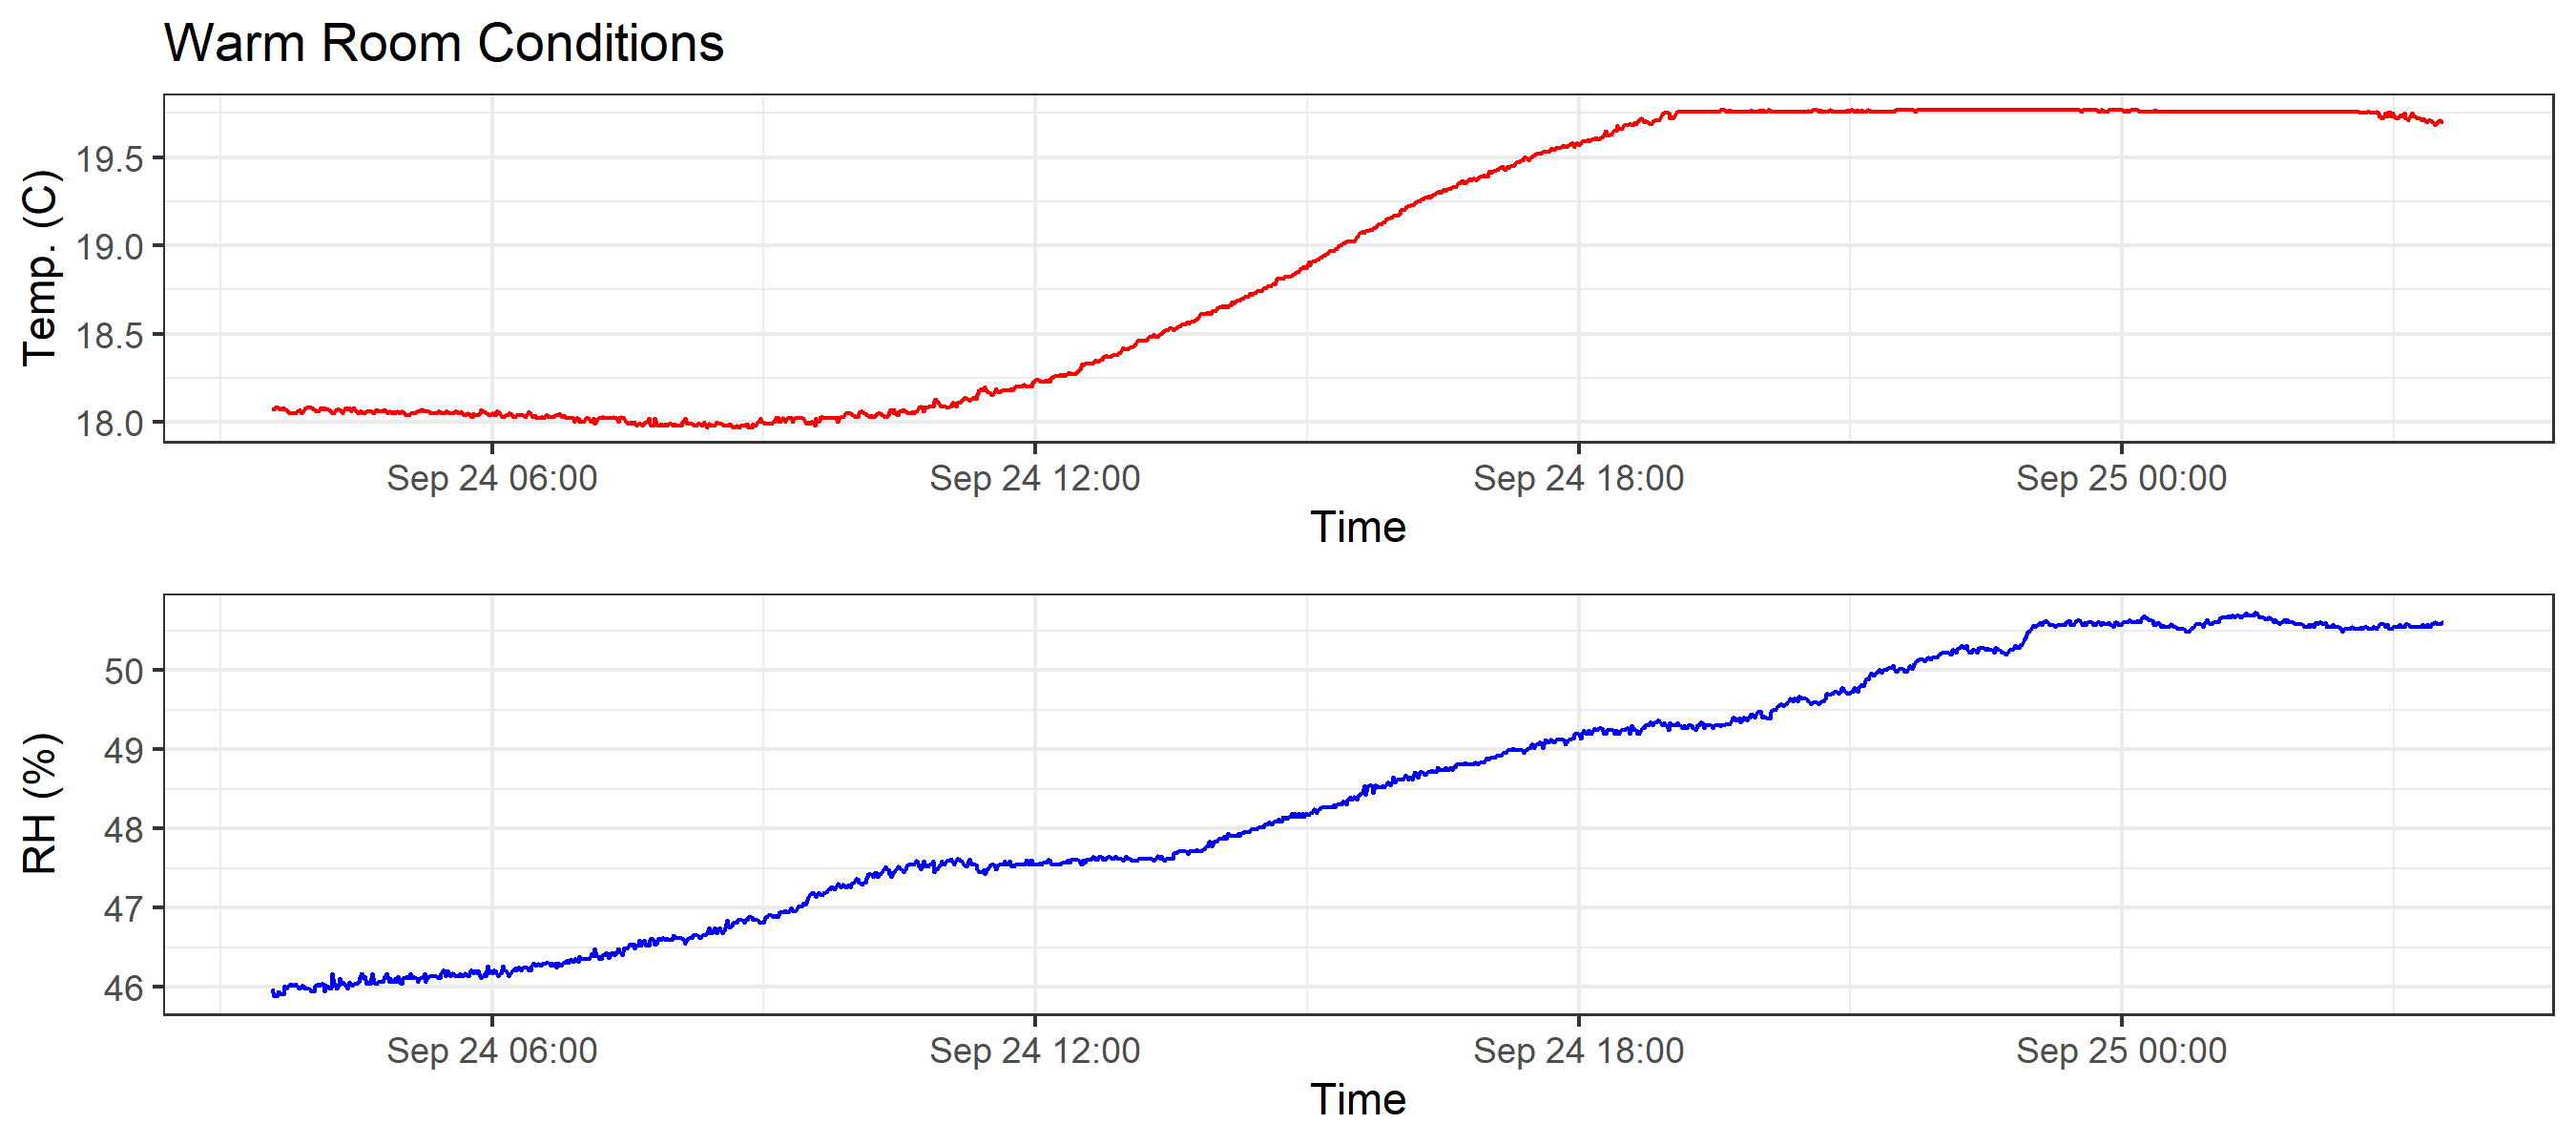 Warm Room Conditions
Temp. (C)
19.5
19.0
18.5
18.0
Sep 24 06:00 Sep 24 12:00 Sep 24 18:00 Sep 25 00:00
Time
RH (%)
50
49
48
47
46
Sep 24 06:00 Sep 24 12:00 Sep 24 18:00 Sep 25 00:00
Time